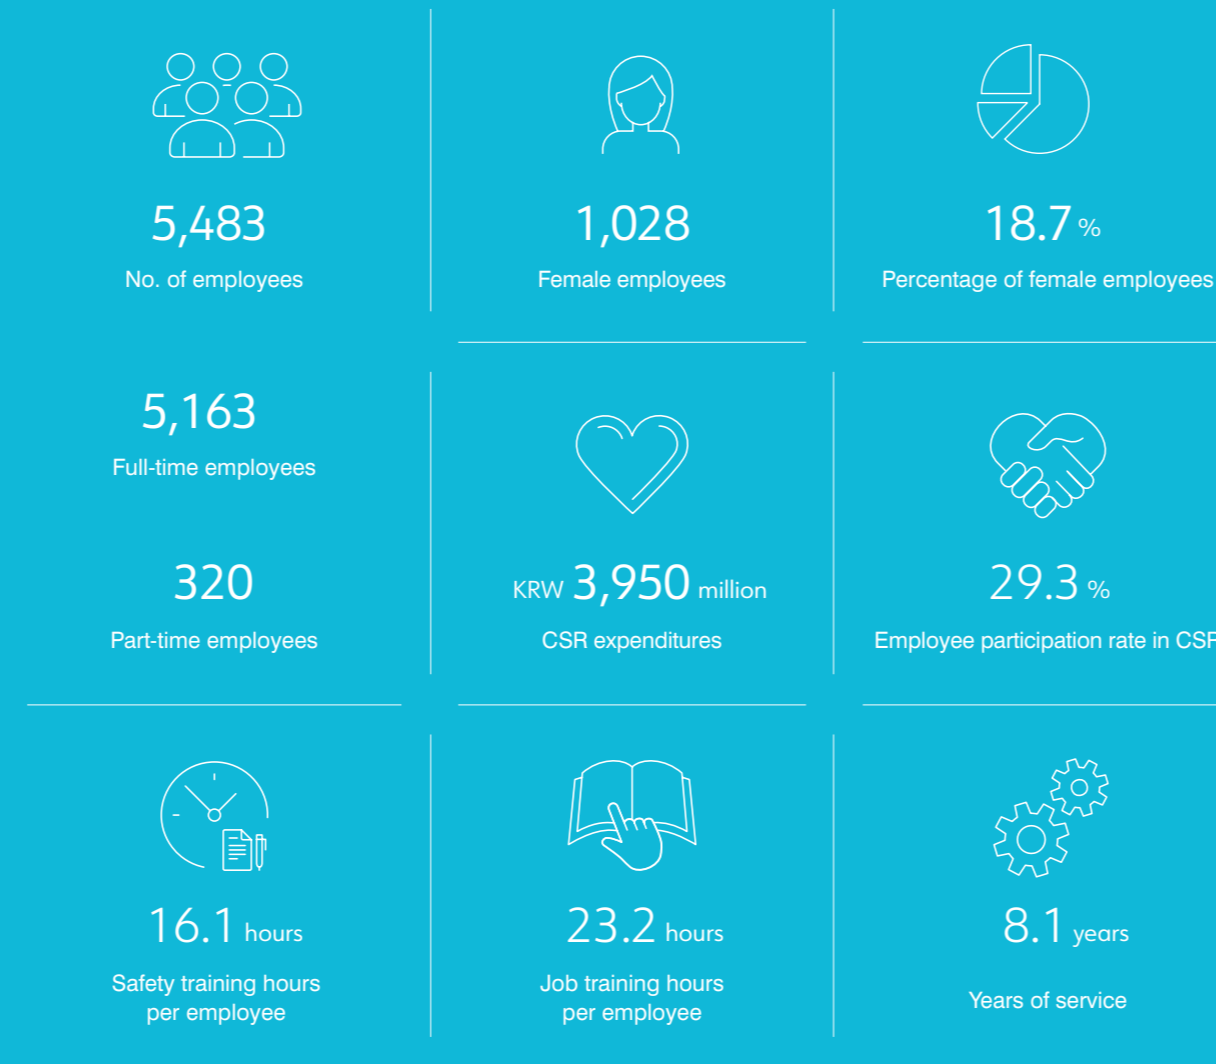 5,483
No. of employees
1,028
Female employees
18.7 %
Percentage of female employees
5,163
Full-time employees
320
Part-time employees
KRW 3,950 million
CSR expenditures
29.3 %
Employee participation rate in CSR
16.1 hours
Safety training hours
per employee
23.2 hours
Job training hours
per employee
8.1 years
Years of service